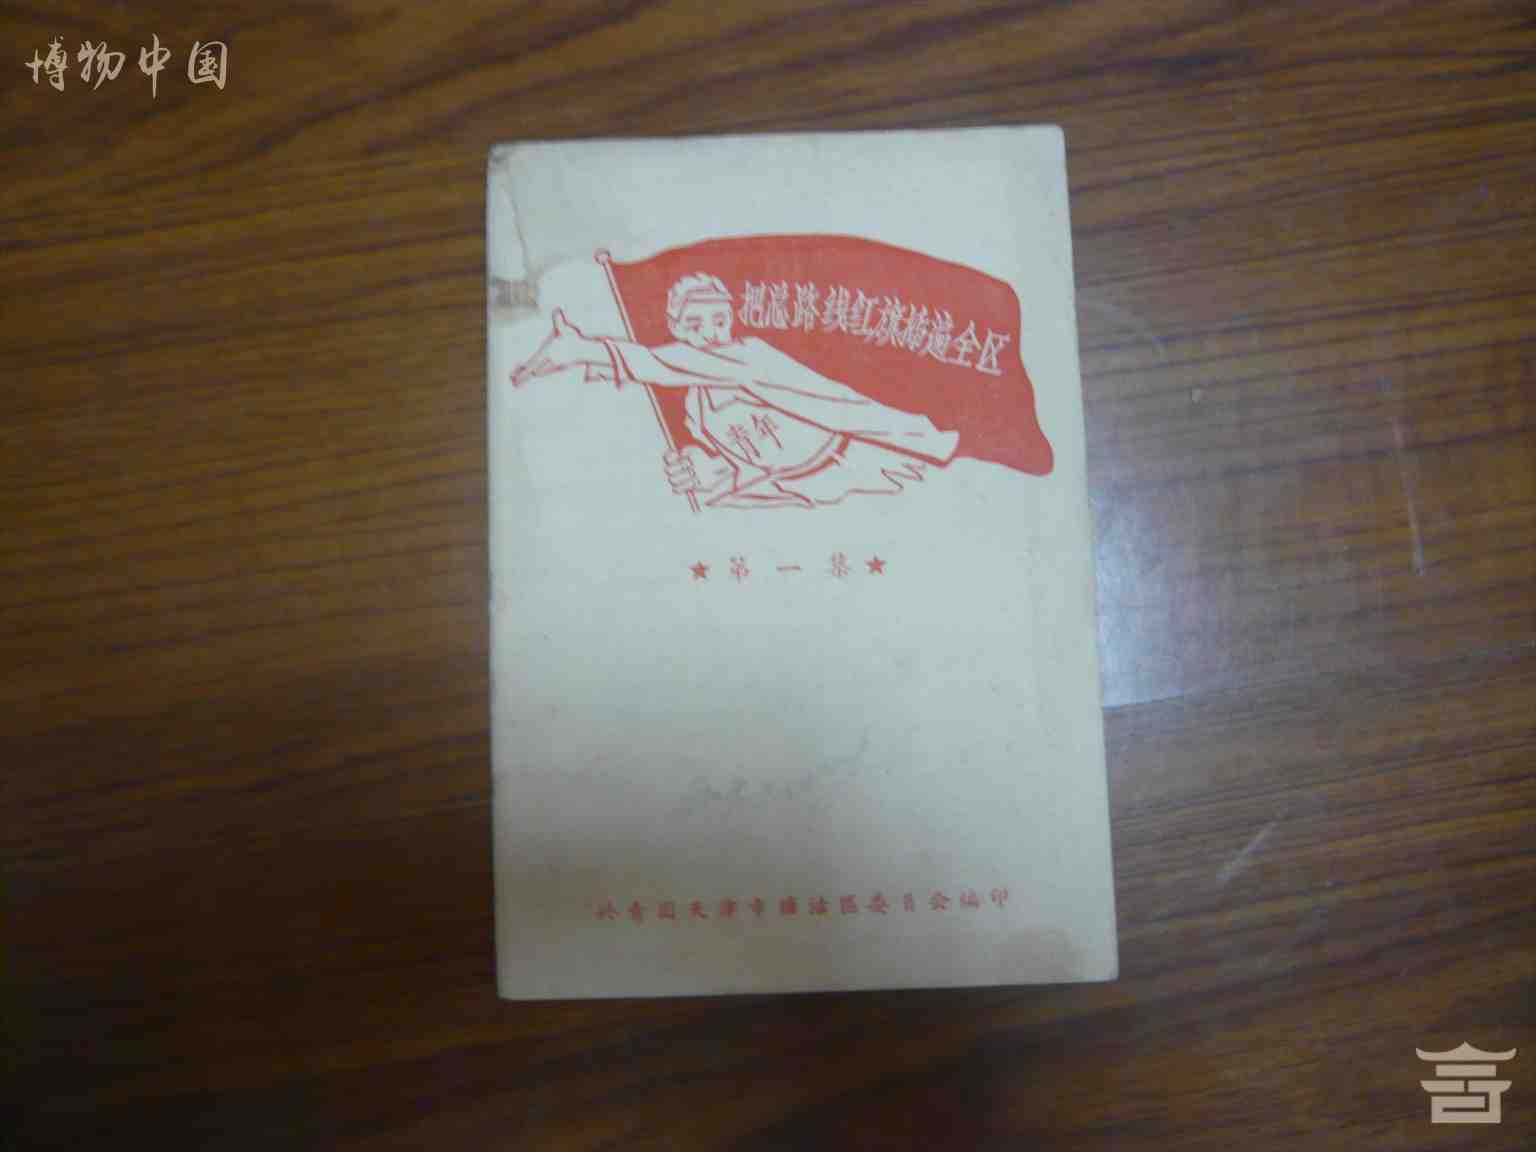 博物中国
把总路线红旗插遍全区
青年
★第一集★
共青团天津市塘沽区委员会编印